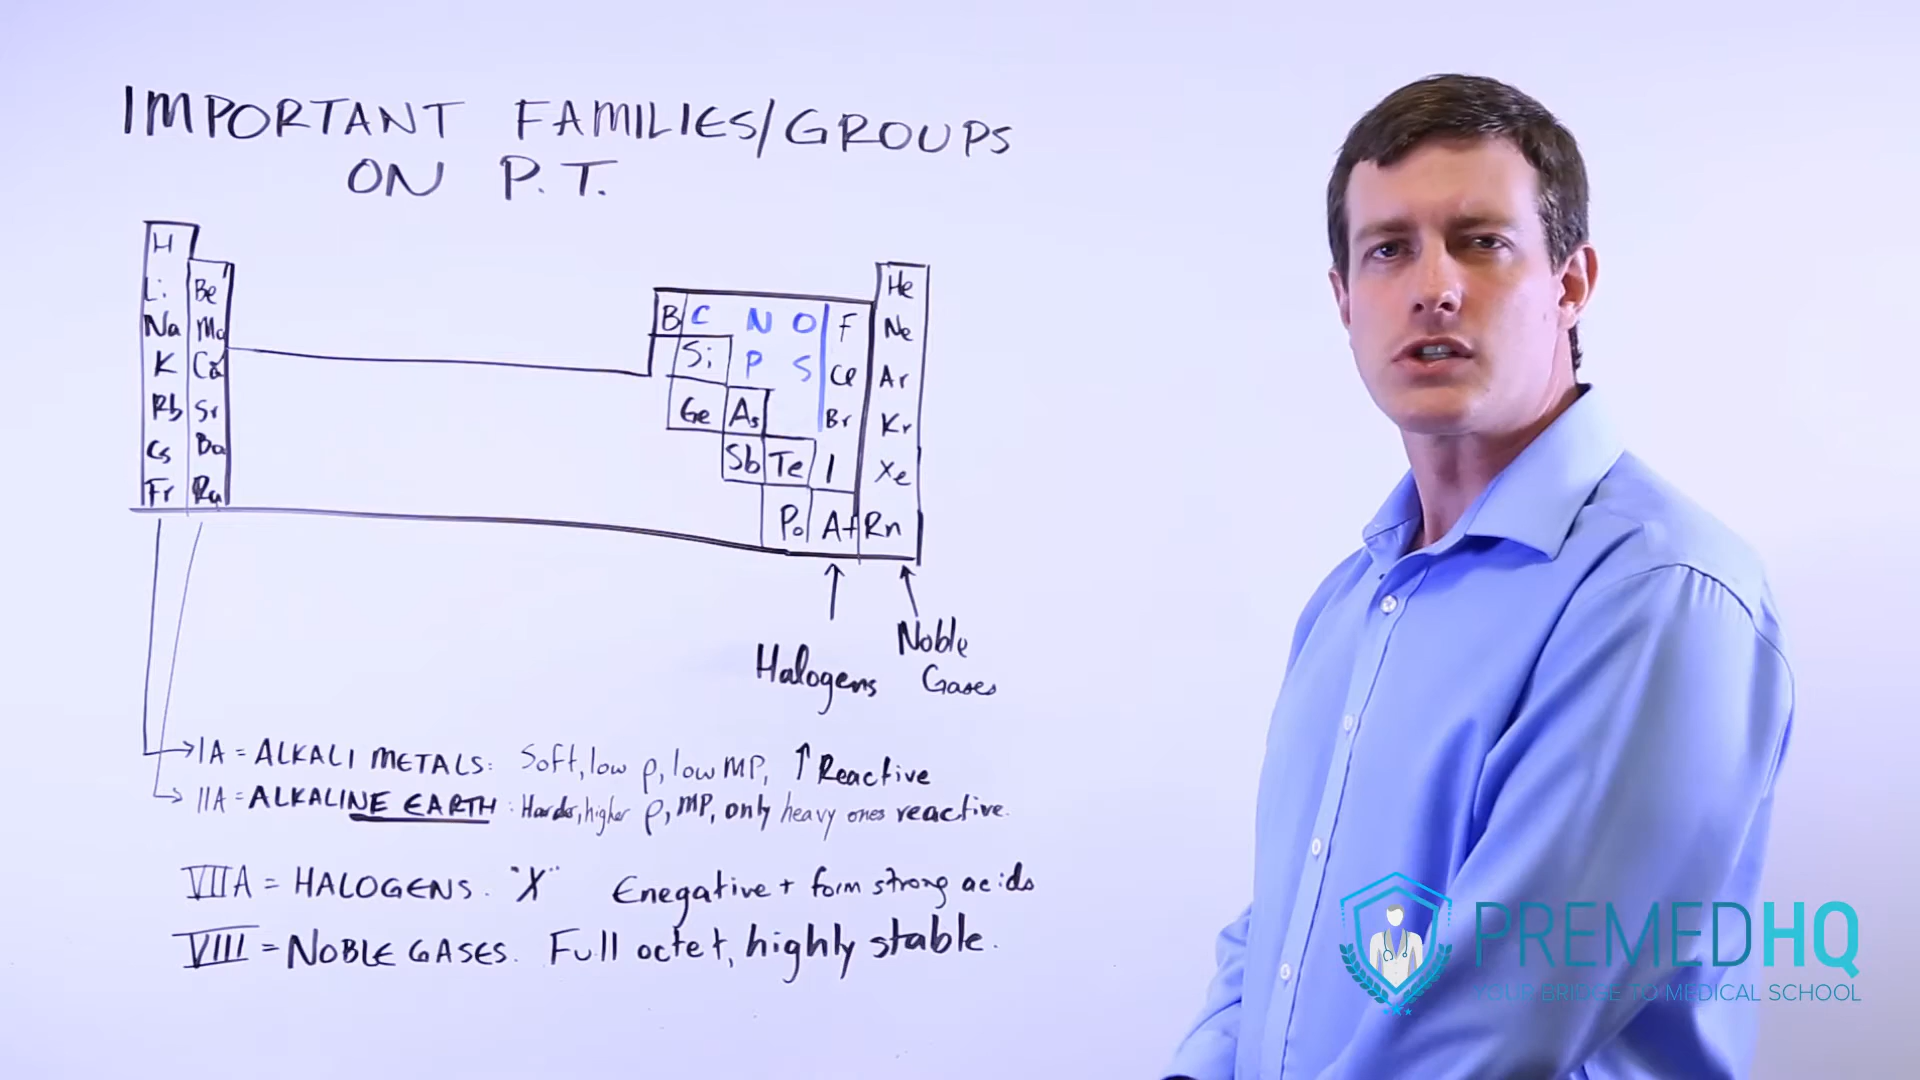 IMPORTANT FAMILIES/GROUPS
ON P.T.
H
Li Be
Na Mg
K Ca
Rb Sr
Cs Ba
Fr Ra
He
B C N O F Ne
Si P S Cl Ar
Ge As Br Kr
Sb Te I Xe
Po At Rn
Halogens
Noble
Gases
IA = ALKALI METALS: Soft, low ρ, low MP, ↑ Reactive
IIA = ALKALINE EARTH: Harder, higher ρ, MP, only heavy ones reactive.
VIIA = HALOGENS. "X" Enegative + form strong acids
VIII = NOBLE GASES. Full octet, highly stable.
PREMEDHQ
YOUR BRIDGE TO MEDICAL SCHOOL